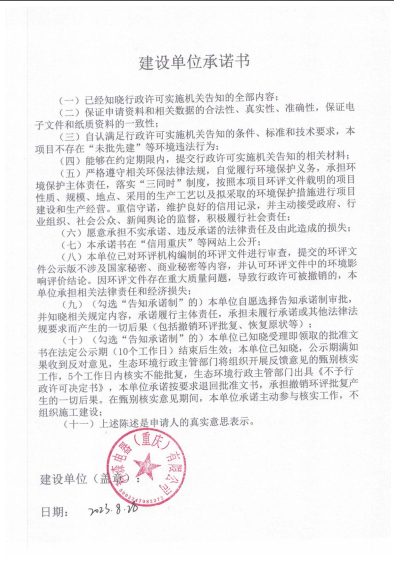 建设单位承诺书
（一）已经知晓行政许可实施机关告知的全部内容；
（二）保证申请资料和相关数据的合法性、真实性、准确性，保证电
子文件和纸质资料的一致性；
（三）自认满足行政许可实施机关告知的条件、标准和技术要求，本
项目不存在“未批先建”等环境违法行为；
（四）能够在约定期限内，提交行政许可实施机关告知的相关材料；
（五）严格遵守相关环保法律法规，自觉履行环境保护义务，承担环
境保护主体责任，落实“三同时”制度，按照本项目环评文件载明的项目
性质、规模、地点、采用的生产工艺以及拟采取的环境保护措施进行项目
建设和生产经营。重信守诺，维护良好的信用记录，并主动接受政府、行
业组织、社会公众、新闻舆论的监督，积极履行社会责任；
（六）愿意承担不实承诺、违反承诺的法律责任及由此造成的损失；
（七）本承诺书在“信用重庆”等网站上公开；
（八）本单位已对环评机构编制的环评文件进行审查，提交的环评文
件公示版不涉及国家秘密、商业秘密等内容，并认可环评文件中的环境影
响评价结论。因环评文件存在重大质量问题，导致行政许可被撤销的，本
单位承担相关法律责任和经济损失；
（九）（勾选“告知承诺制”的）本单位自愿选择告知承诺制审批，
并知晓相关规定内容，承诺履行主体责任，承担未履行承诺或其他法律法
规要求而产生的一切后果（包括撤销环评批复、恢复原状等）；
（十）（勾选“告知承诺制”的）本单位已知晓受理即领取的批准文
书在法定公示期（10个工作日）结束后生效；本单位已知晓，公示期满如
果收到反对意见，生态环境行政主管部门将组织开展反馈意见的甄别核实
工作，5个工作日内核实不能批复，生态环境行政主管部门出具《不予行
政许可决定书》，本单位承诺按要求退回批准文书，承担撤销环评批复产
生的一切后果。在甄别核实意见期间，本单位承诺主动参与核实工作，不
组织施工建设；
（十一）上述陈述是申请人的真实意思表示。
电路（重庆）有限公司
建设单位（盖章）：
日期： 2023.8.28